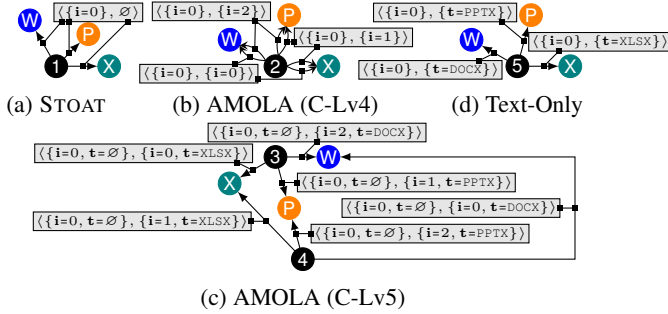 ⟨{i=0}, ∅⟩
W
P
1
X
(a) STOAT
⟨{i=0}, {i=2}⟩
P
W
⟨{i=0}, {i=1}⟩
2
X
⟨{i=0}, {i=0}⟩
(b) AMOLA (C-Lv4)
⟨{i=0}, {t=PPTX}⟩
P
W
⟨{i=0}, {t=XLSX}⟩
⟨{i=0}, {t=DOCX}⟩
5
X
(d) Text-Only
⟨{i=0, t=∅}, {i=2, t=DOCX}⟩
⟨{i=0, t=∅}, {i=0, t=XLSX}⟩
3
W
X
⟨{i=0, t=∅}, {i=1, t=PPTX}⟩
P
⟨{i=0, t=∅}, {i=0, t=DOCX}⟩
⟨{i=0, t=∅}, {i=1, t=XLSX}⟩
⟨{i=0, t=∅}, {i=2, t=PPTX}⟩
4
(c) AMOLA (C-Lv5)